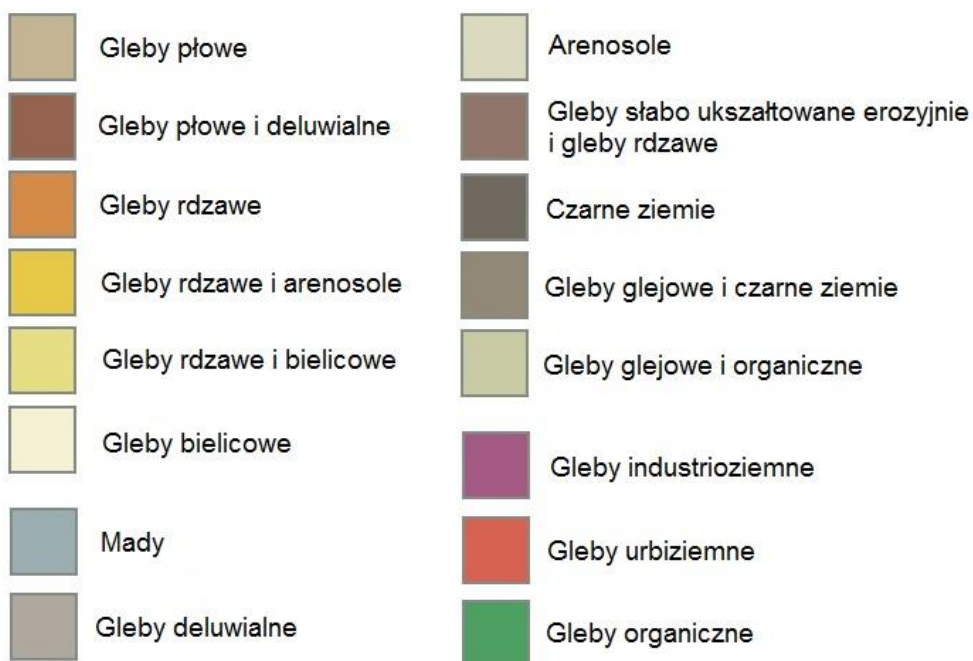 Gleby płowe
Gleby płowe i deluwialne
Gleby rdzawe
Gleby rdzawe i arenosole
Gleby rdzawe i bielicowe
Gleby bielicowe
Mady
Gleby deluwialne
Arenosole
Gleby słabo ukszałtowane erozyjnie
i gleby rdzawe
Czarne ziemie
Gleby glejowe i czarne ziemie
Gleby glejowe i organiczne
Gleby industrioziemne
Gleby urbiziemne
Gleby organiczne